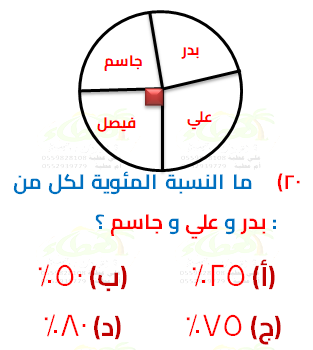 بدر
جاسم
علي
فيصل
٢٠) ما النسبة المئوية لكل من
: بدر و علي و جاسم ؟
(أ) ٢٥٪ (ب) ٥٠٪
(ج) ٧٥٪ (د) ٨٠٪